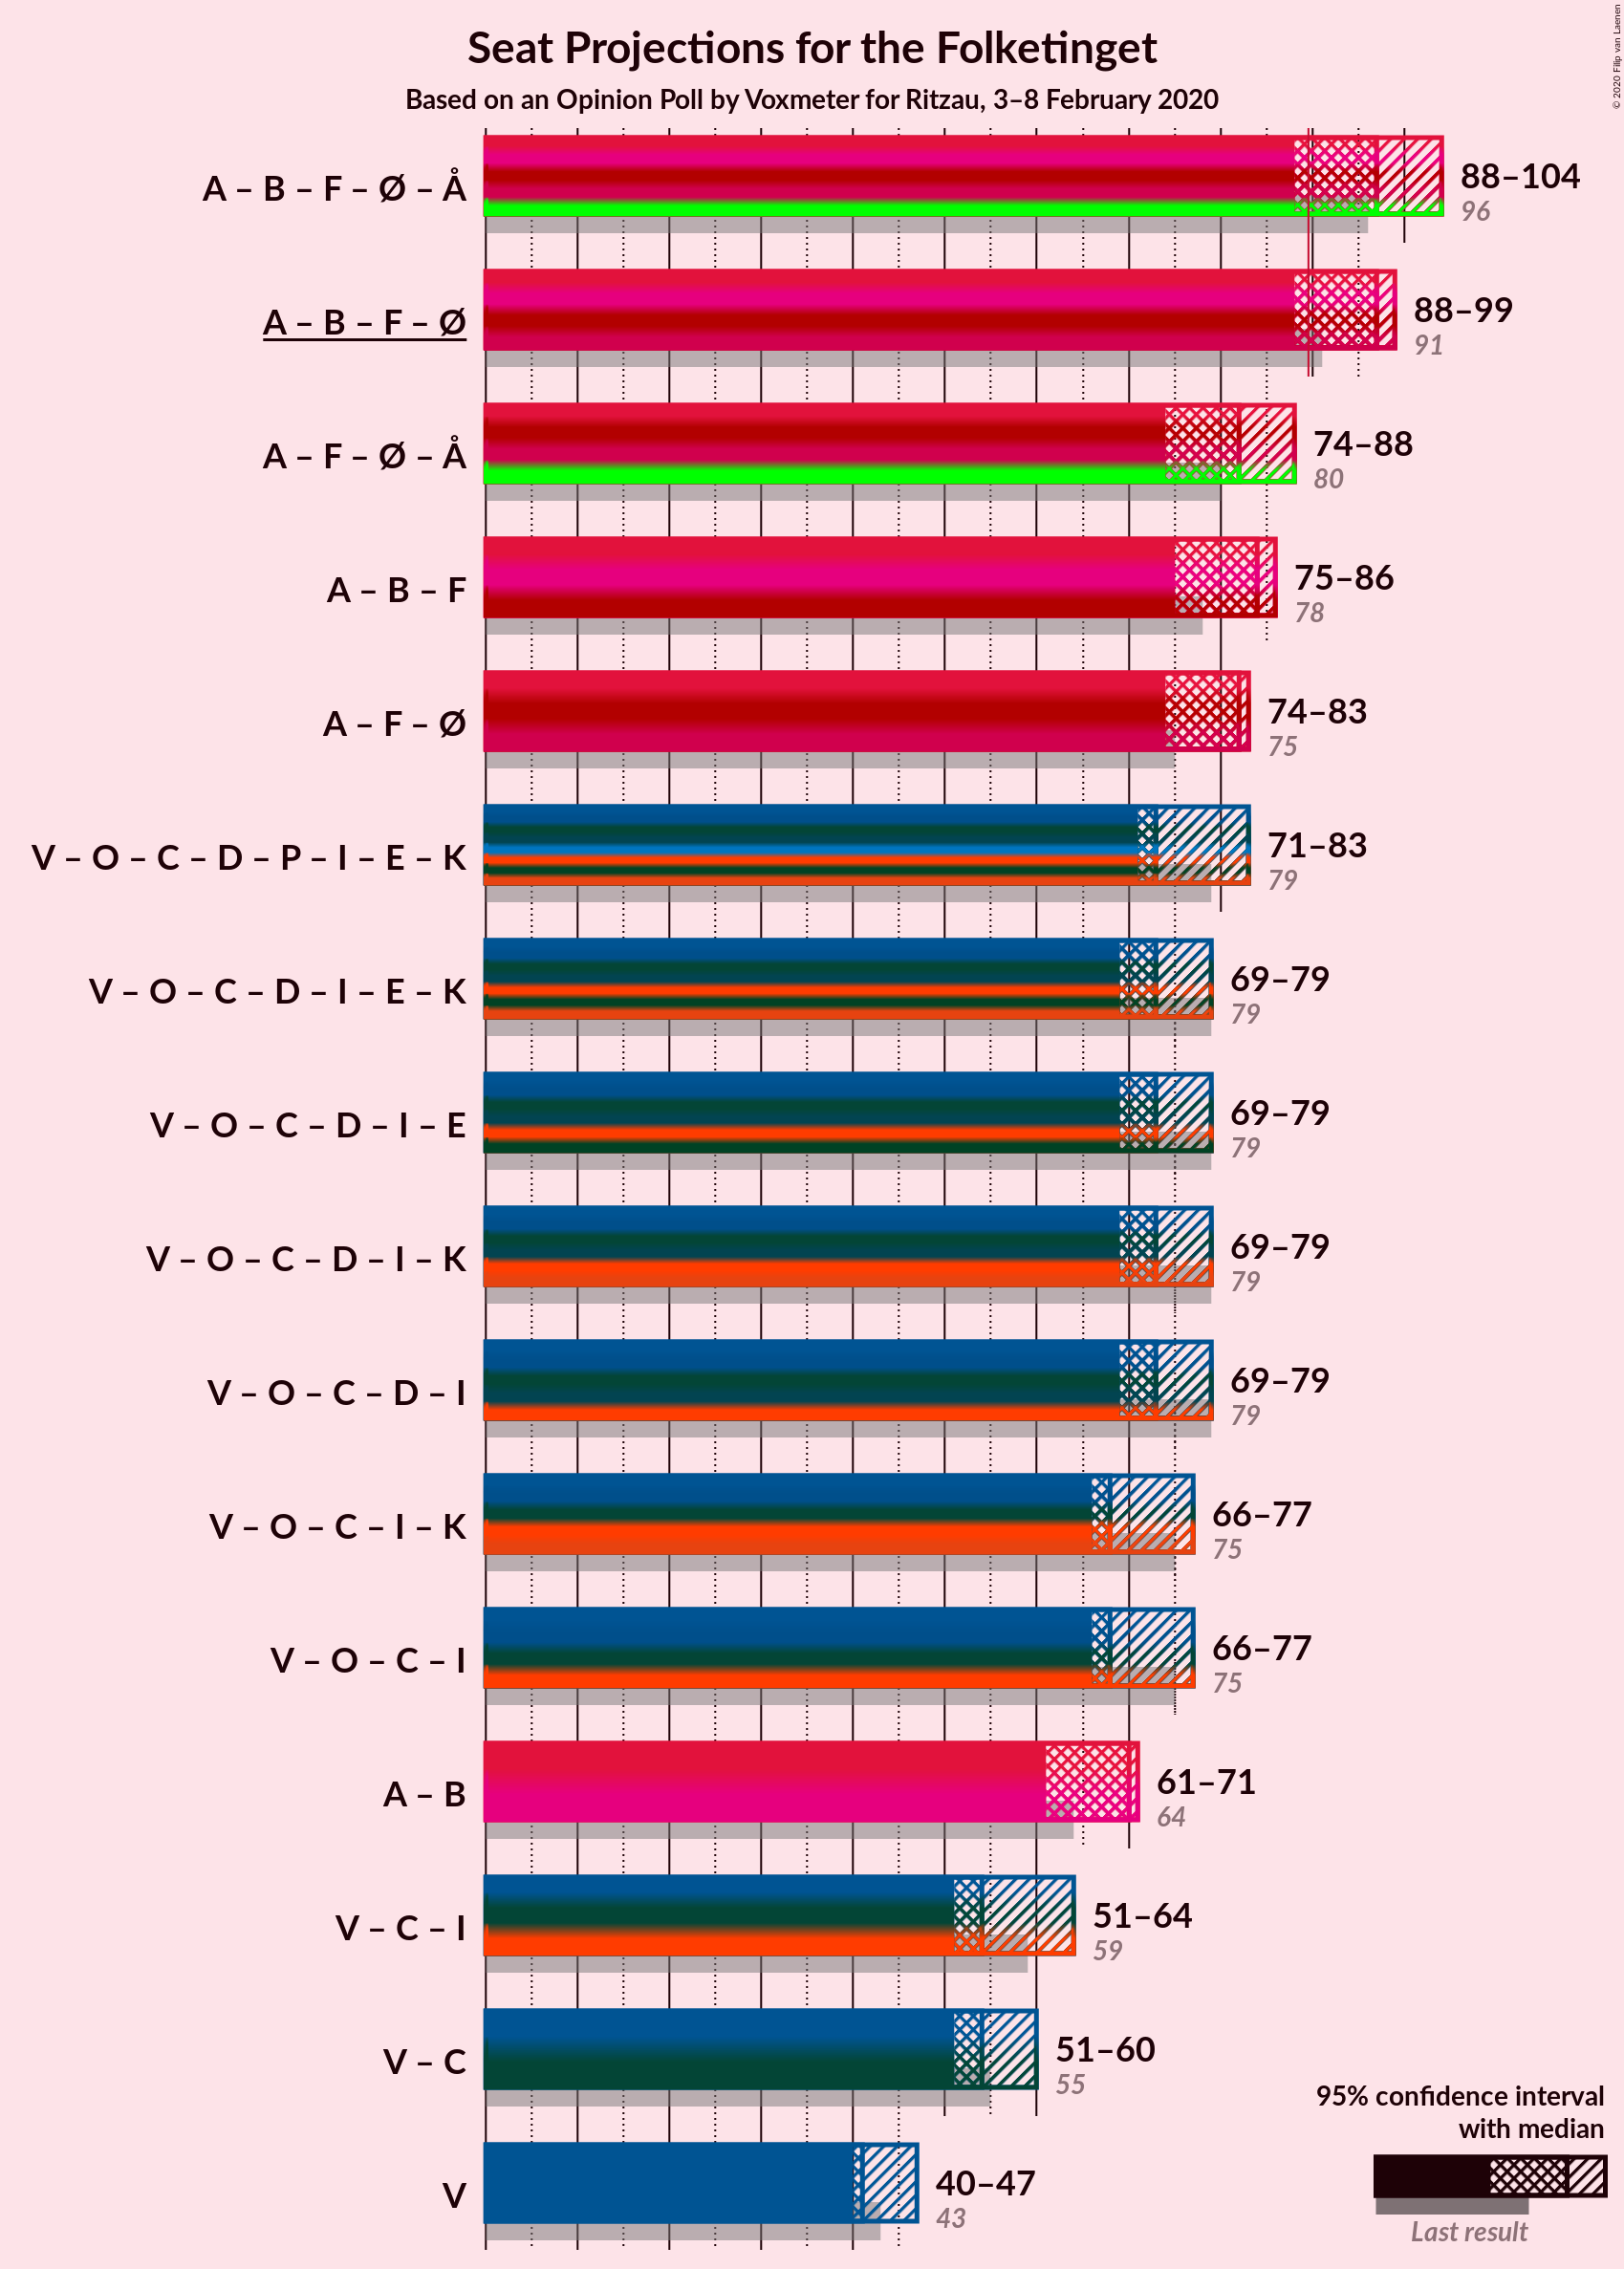 Seat Projections for the Folketinget
Based on an Opinion Poll by Voxmeter for Ritzau, 3–8 February 2020
© 2020 Filip van Laenen
A – B – F – Ø – Å
88–104
96
A – B – F – Ø
88–99
91
A – F – Ø – Å
74–88
80
A – B – F
75–86
78
A – F – Ø
74–83
75
V – O – C – D – P – I – E – K
71–83
79
V – O – C – D – I – E – K
69–79
79
V – O – C – D – I – E
69–79
79
V – O – C – D – I – K
69–79
79
V – O – C – D – I
69–79
79
V – O – C – I – K
66–77
75
V – O – C – I
66–77
75
A – B
61–71
64
V – C – I
51–64
59
V – C
51–60
55
V
40–47
43
95% confidence interval
with median
Last result